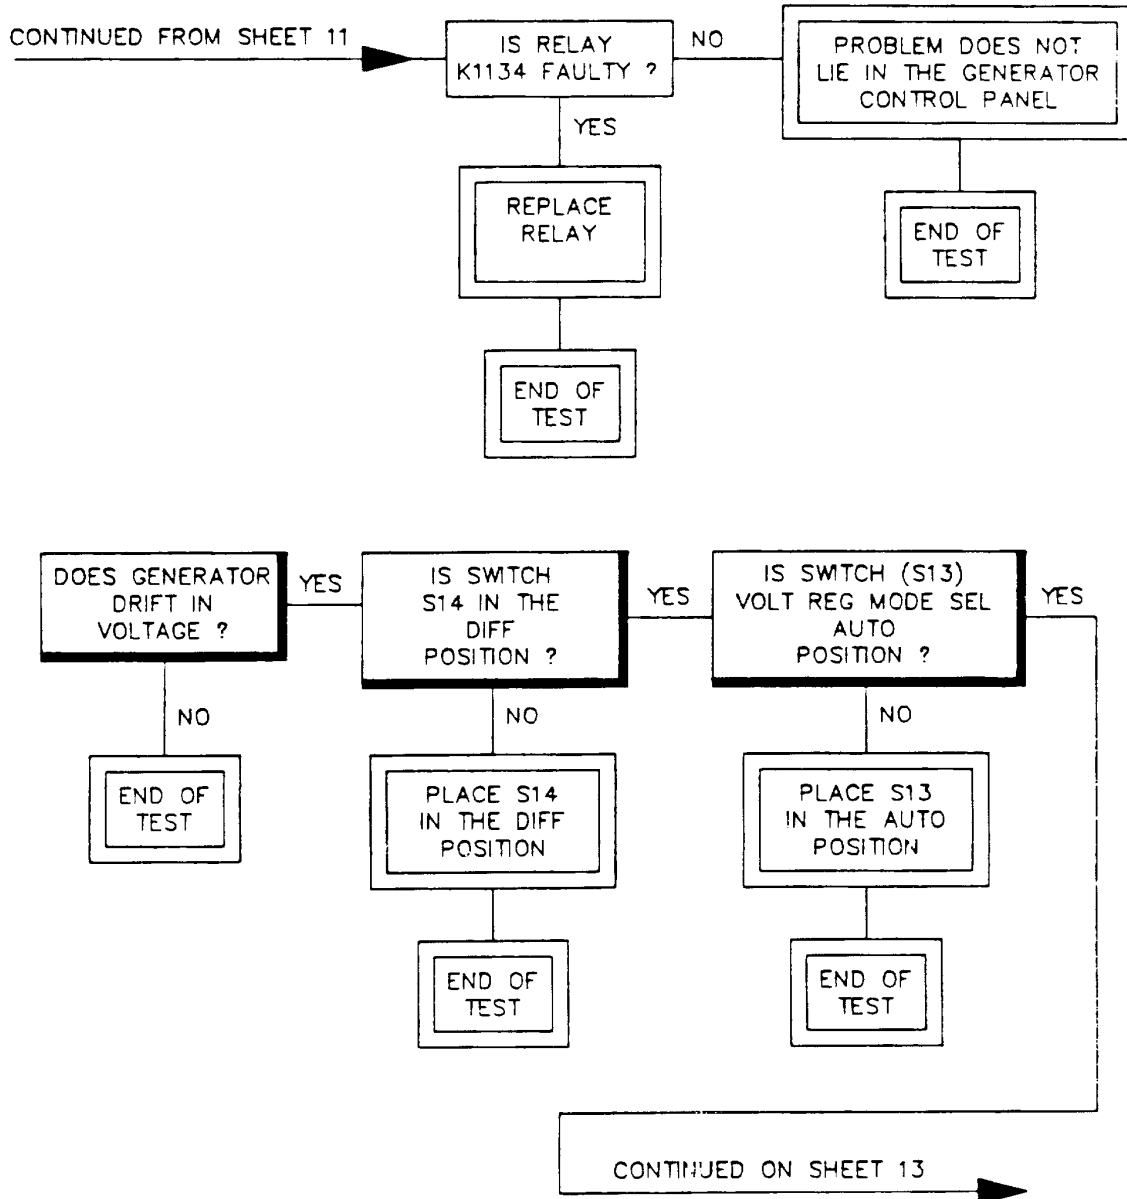 CONTINUED FROM SHEET 11
IS RELAY
K1134 FAULTY ?
NO
PROBLEM DOES NOT
LIE IN THE GENERATOR
CONTROL PANEL
YES
REPLACE
RELAY
END OF
TEST
END OF
TEST
DOES GENERATOR
DRIFT IN
VOLTAGE ?
YES
IS SWITCH
S14 IN THE
DIFF
POSITION ?
YES
IS SWITCH (S13)
VOLT REG MODE SEL
AUTO
POSITION ?
YES
NO
NO
NO
END OF
TEST
PLACE S14
IN THE DIFF
POSITION
PLACE S13
IN THE AUTO
POSITION
END OF
TEST
END OF
TEST
CONTINUED ON SHEET 13